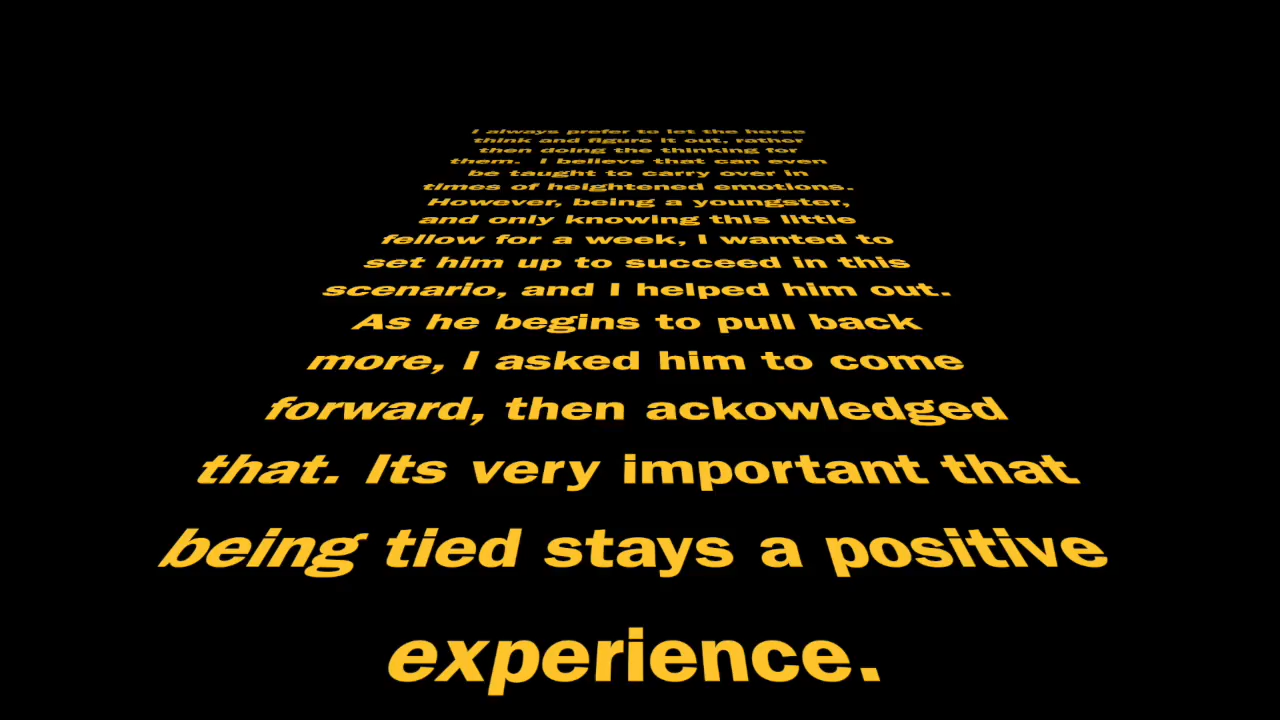 I always prefer to let the horse
think and figure it out, rather
then doing the thinking for
them.  I believe that can even
be taught to carry over in
times of heightened emotions.
However, being a youngster,
and only knowing this little
fellow for a week, I wanted to
set him up to succeed in this
scenario, and I helped him out.
As he begins to pull back
more, I asked him to come
forward, then ackowledged
that. Its very important that
being tied stays a positive
experience.